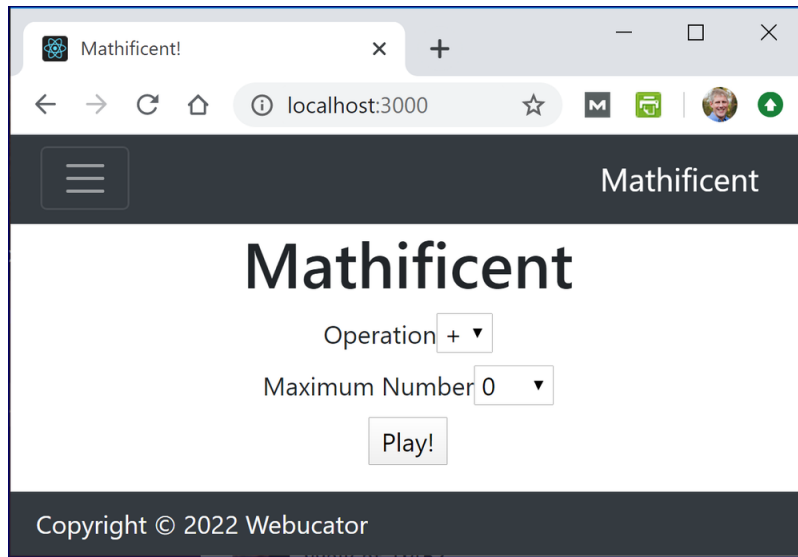 Mathificent!
localhost:3000
M
Mathificent
Mathificent
Operation +
Maximum Number 0
Play!
Copyright © 2022 Webucator